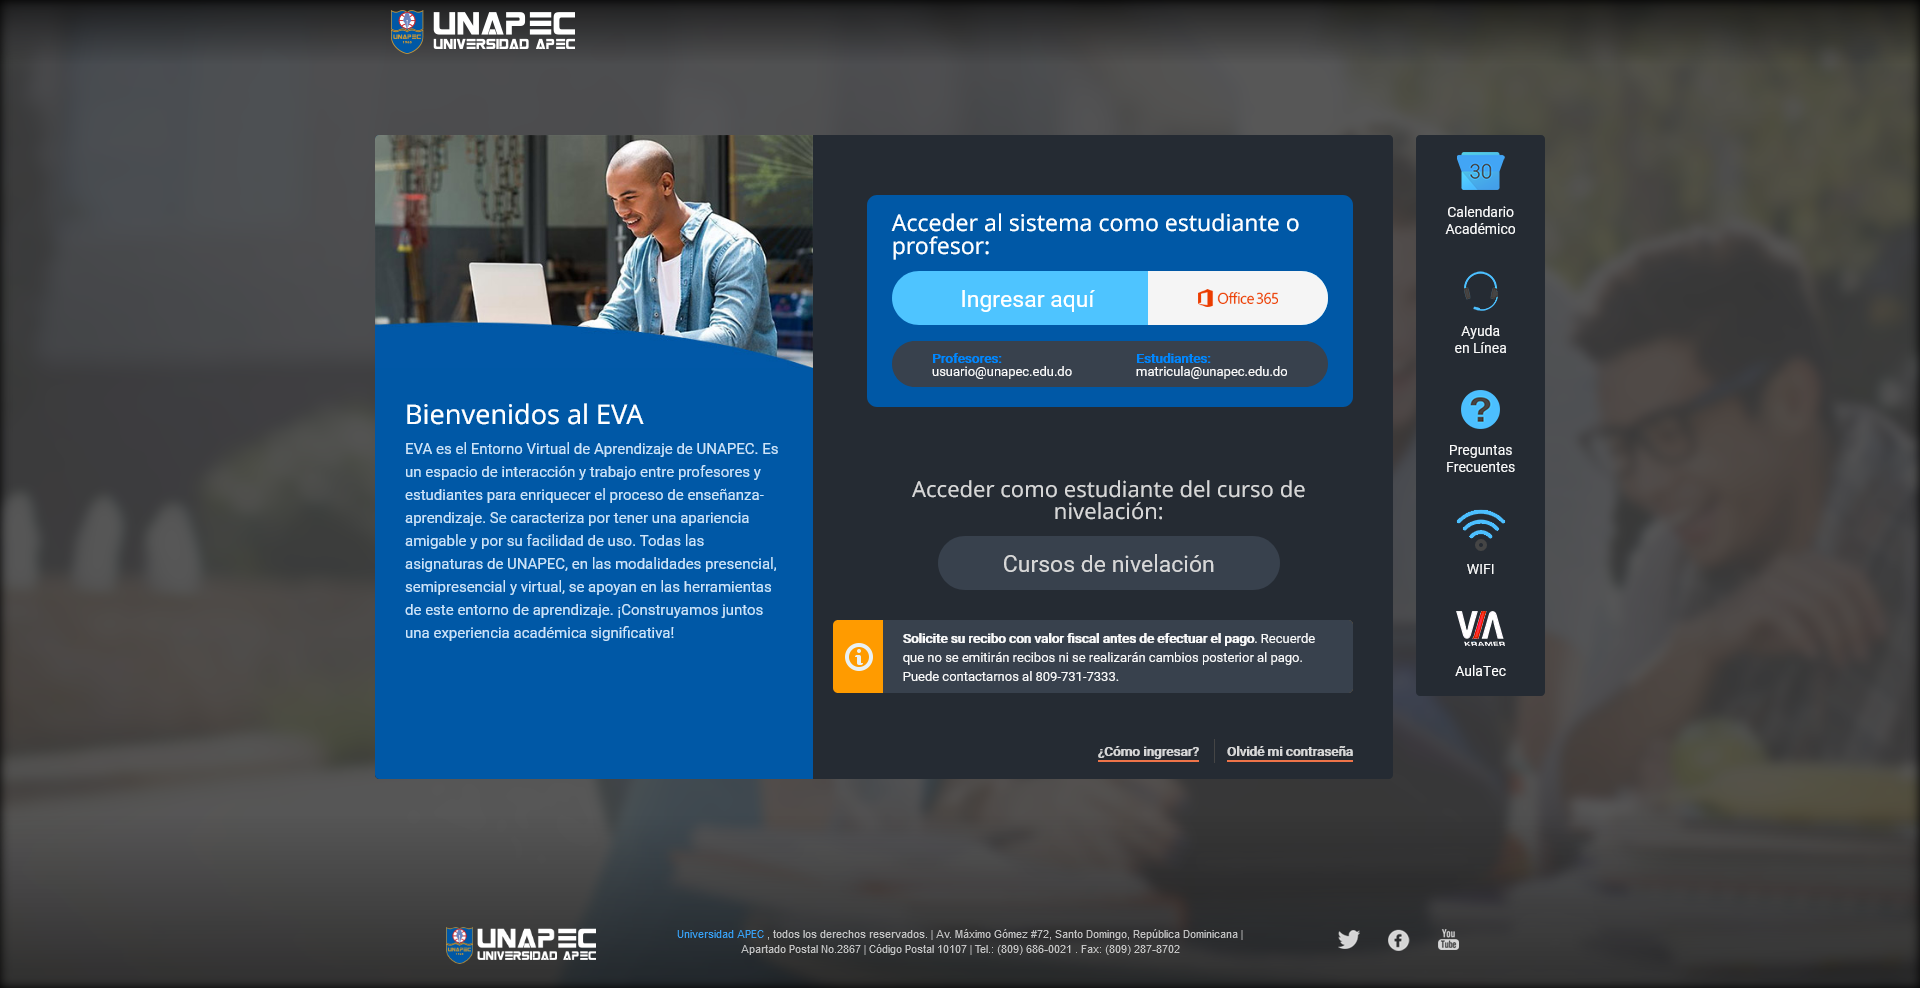 UNAPEC
UNIVERSIDAD APEC
Bienvenidos al EVA
EVA es el Entorno Virtual de Aprendizaje de UNAPEC. Es
un espacio de interacción y trabajo entre profesores y
estudiantes para enriquecer el proceso de enseñanza-
aprendizaje. Se caracteriza por tener una apariencia
amigable y por su facilidad de uso. Todas las
asignaturas de UNAPEC, en las modalidades presencial,
semipresencial y virtual, se apoyan en las herramientas
de este entorno de aprendizaje. ¡Construyamos juntos
una experiencia académica significativa!
Acceder al sistema como estudiante o
profesor:
Ingresar aquí
Office 365
Profesores:
usuario@unapec.edu.do
Estudiantes:
matricula@unapec.edu.do
Acceder como estudiante del curso de
nivelación:
Cursos de nivelación
Solicite su recibo con valor fiscal antes de efectuar el pago. Recuerde
que no se emitirán recibos ni se realizarán cambios posterior al pago.
Puede contactarnos al 809-731-7333.
¿Cómo ingresar?
Olvidé mi contraseña
30
Calendario
Académico
Ayuda
en Línea
?
Preguntas
Frecuentes
WIFI
VIA
KRAMER
AulaTec
UNAPEC
UNIVERSIDAD APEC
Universidad APEC , todos los derechos reservados. | Av. Máximo Gómez #72, Santo Domingo, República Dominicana |
Apartado Postal No.2867 | Código Postal 10107 | Tel.: (809) 686-0021 . Fax: (809) 287-8702
You
Tube